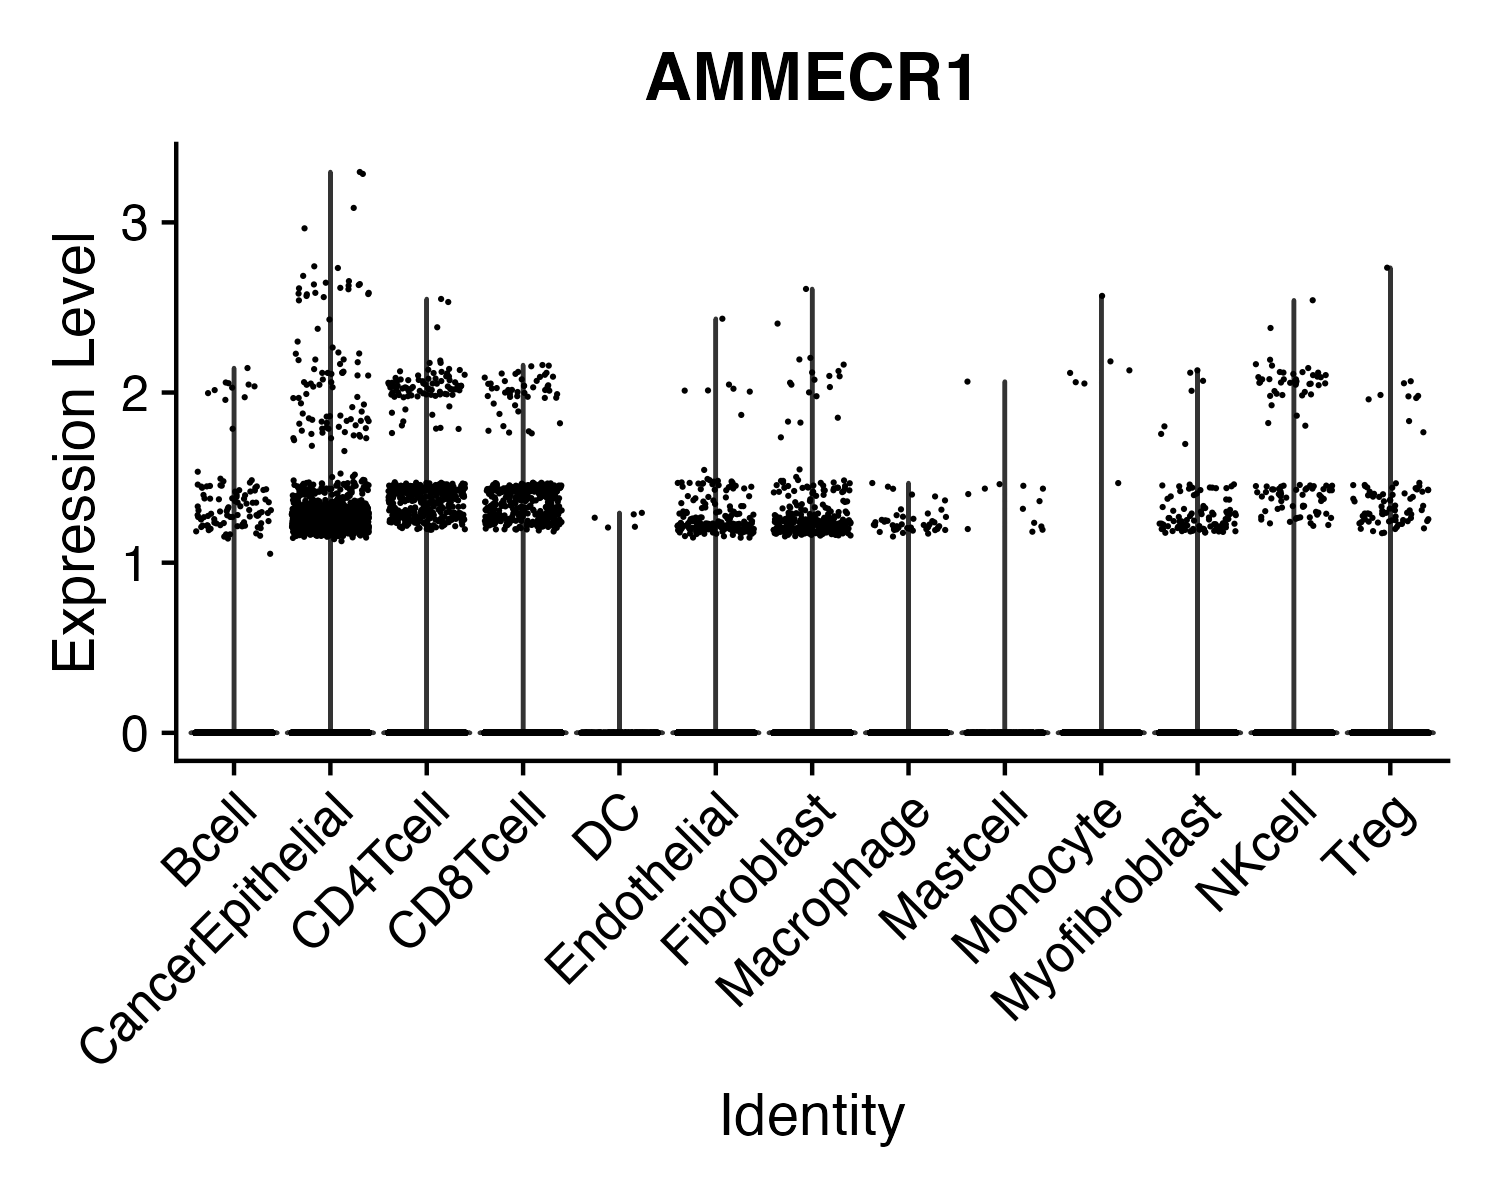 AMMECR1
Expression Level
3
2
1
0
Bcell
CancerEpithelial
CD4Tcell
CD8Tcell
DC
Endothelial
Fibroblast
Macrophage
Mastcell
Monocyte
Myofibroblast
NKcell
Treg
Identity